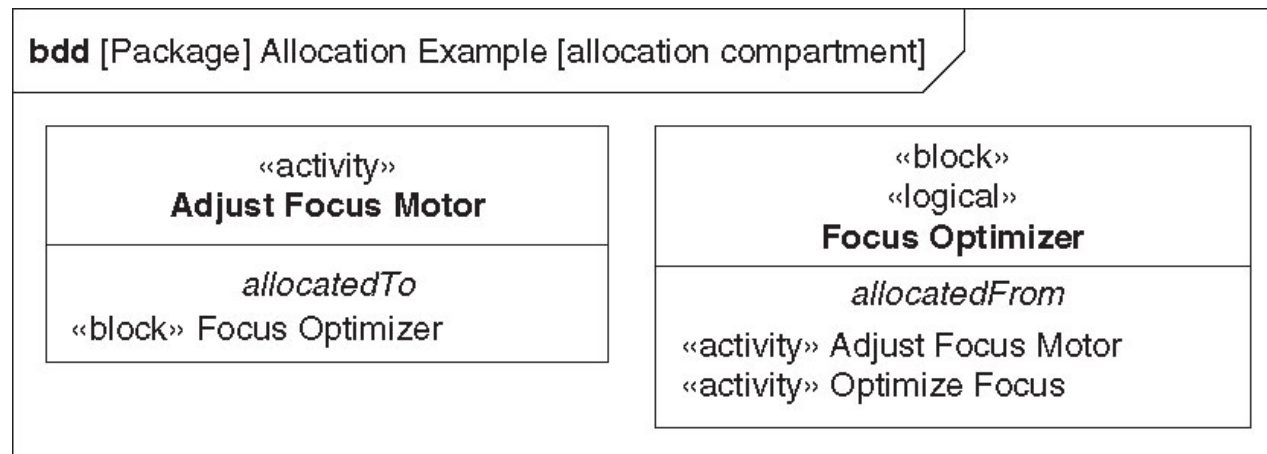 bdd [Package] Allocation Example [allocation compartment]
«activity»
Adjust Focus Motor
allocatedTo
«block» Focus Optimizer
«block»
«logical»
Focus Optimizer
allocatedFrom
«activity» Adjust Focus Motor
«activity» Optimize Focus